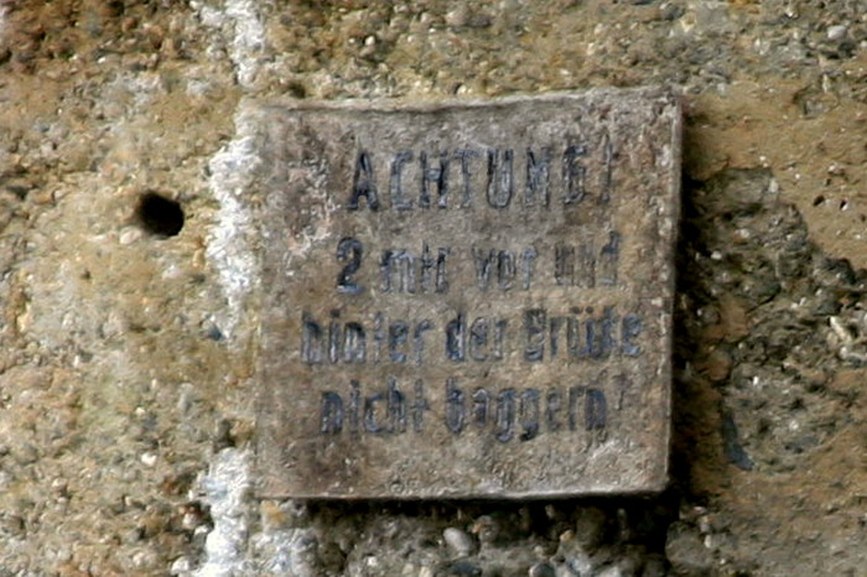 ACHTUNG!
2 mtr vor und
hinter der Brücke
nicht baggern!